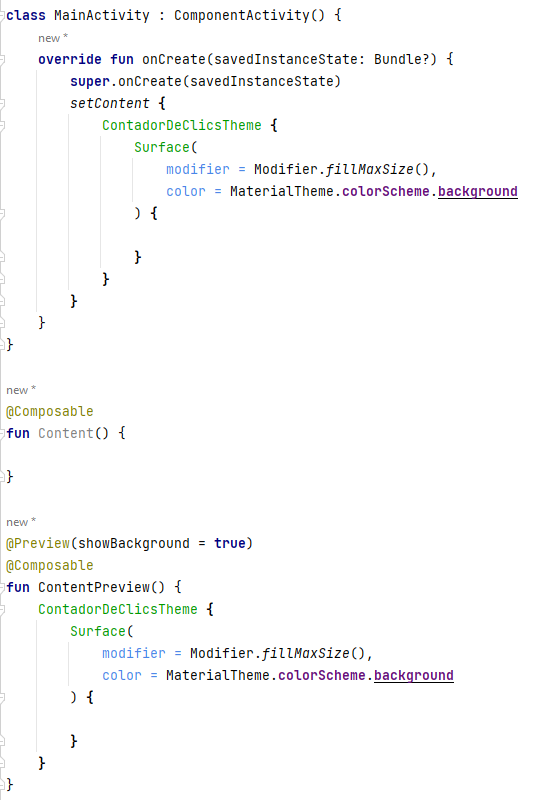 class MainActivity : ComponentActivity() {
new *
override fun onCreate(savedInstanceState: Bundle?) {
super.onCreate(savedInstanceState)
setContent {
ContadorDeClicsTheme {
Surface(
modifier = Modifier.fillMaxSize(),
color = MaterialTheme.colorScheme.background
) {
}
}
}
}
}
new *
@Composable
fun Content() {
}
new *
@Preview(showBackground = true)
@Composable
fun ContentPreview() {
ContadorDeClicsTheme {
Surface(
modifier = Modifier.fillMaxSize(),
color = MaterialTheme.colorScheme.background
) {
}
}
}